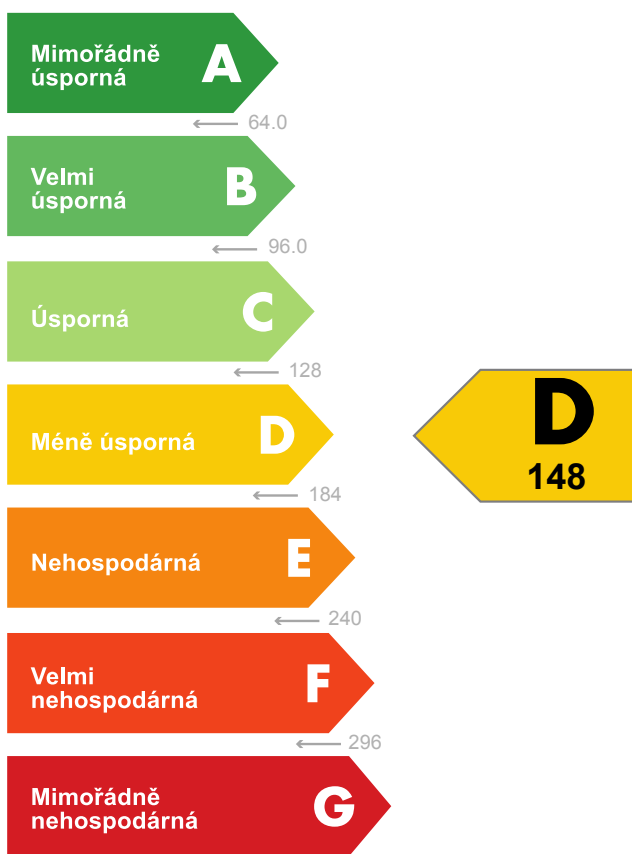 Mimořádně
úsporná
A
64.0
Velmi
úsporná
B
96.0
Úsporná
C
128
Méně úsporná
D
184
D
148
Nehospodárná
E
240
Velmi
nehospodárná
F
296
Mimořádně
nehospodárná
G